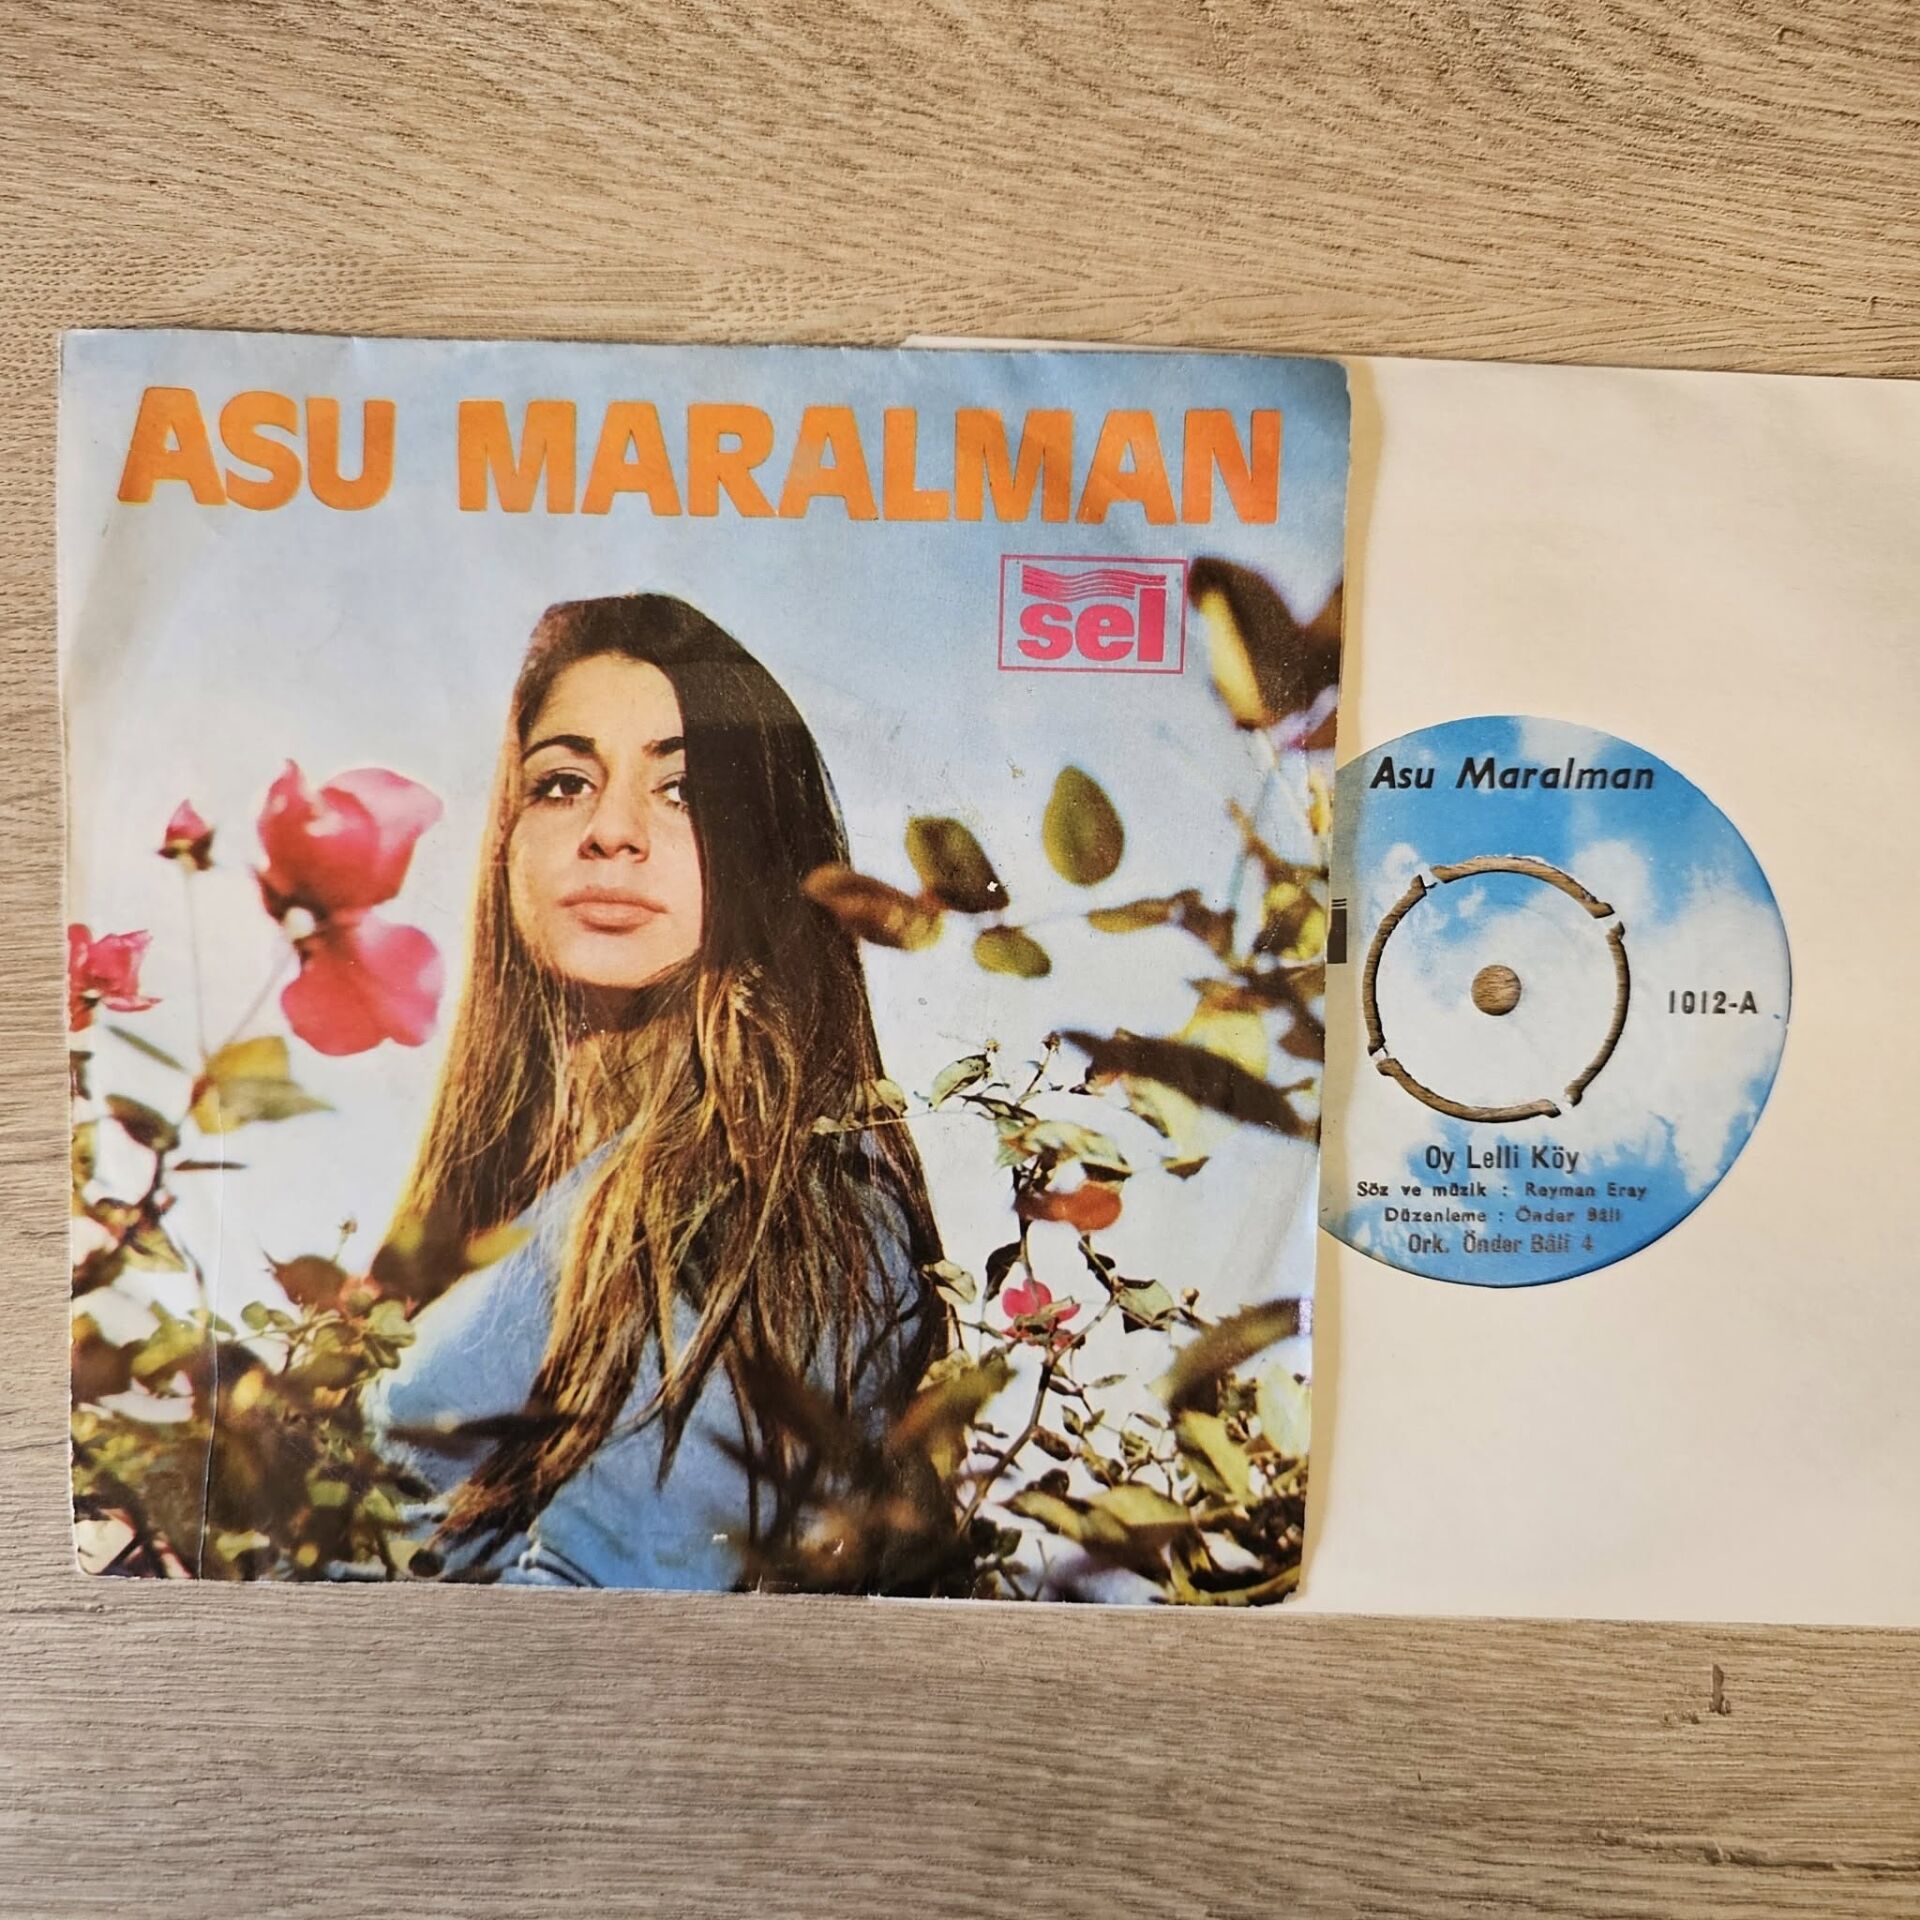 ASU MARALMAN
sel
Asu Maralman
1012-A
Oy Lelli Köy
Söz ve müzik : Reyman Eray
Düzenleme : Önder Bâli
Ork. Önder Bâli 4